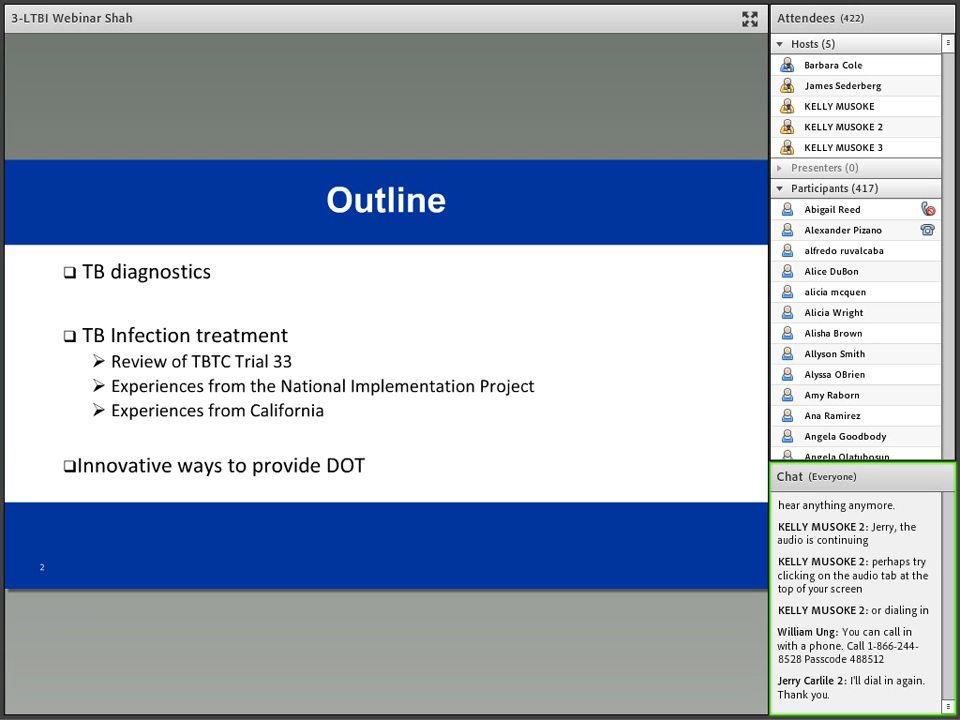 3-LTBI Webinar Shah
Outline
TB diagnostics
TB Infection treatment
Review of TBTC Trial 33
Experiences from the National Implementation Project
Experiences from California
Innovative ways to provide DOT
2
Attendees (422)
Hosts (5)
Barbara Cole
James Sederberg
KELLY MUSOKE
KELLY MUSOKE 2
KELLY MUSOKE 3
Presenters (0)
Participants (417)
Abigail Reed
Alexander Pizano
alfredo ruvalcaba
Alice DuBon
alicia mcquen
Alicia Wright
Alisha Brown
Allyson Smith
Alyssa OBrien
Amy Raborn
Ana Ramirez
Angela Goodbody
Angela Olatubosun
Chat (Everyone)
hear anything anymore.
KELLY MUSOKE 2: Jerry, the
audio is continuing
KELLY MUSOKE 2: perhaps try
clicking on the audio tab at the
top of your screen
KELLY MUSOKE 2: or dialing in
William Ung: You can call in
with a phone. Call 1-866-244-
8528 Passcode 488512
Jerry Carlile 2: I'll dial in again.
Thank you.